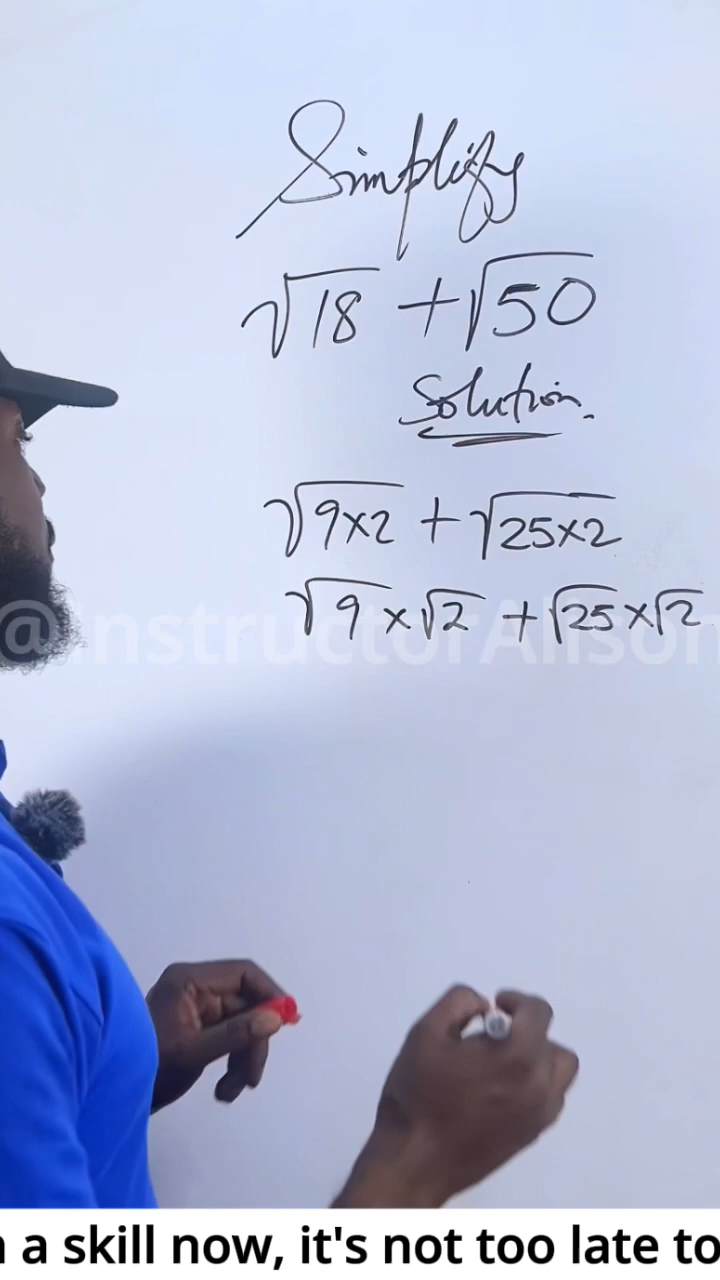 Simplify
√18 + √50
Solution.
√9×2 + √25×2
√9 × √2 + √25 × √2
@InstructorAlison
a skill now, it's not too late to